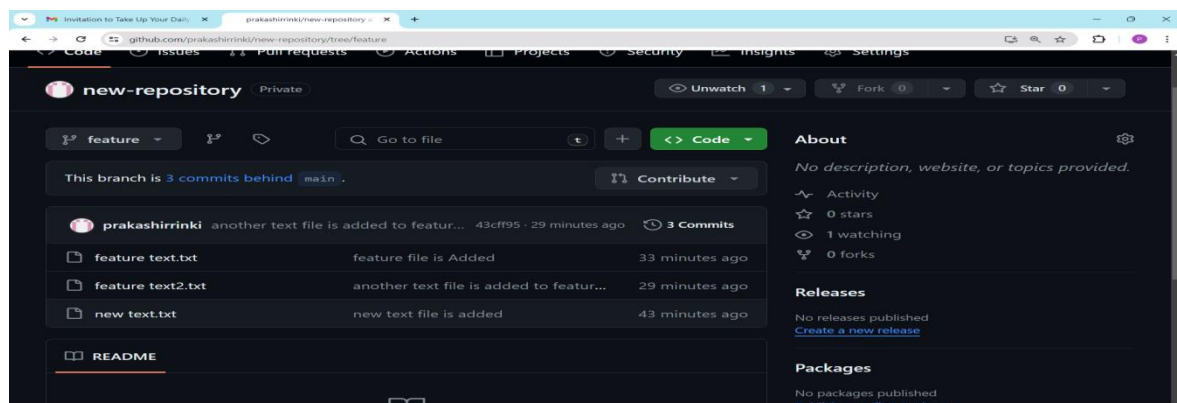 Invitation to Take Up Your Daily
prakashirrinki/new-repository
github.com/prakashirrinki/new-repository/tree/feature
Code Issues Pull requests Actions Projects Security Insights Settings
new-repository Private
Unwatch 1 Fork 0 Star 0
feature
Go to file t
Code
This branch is 3 commits behind main .
Contribute
prakashirrinki another text file is added to featur... 43cff95 · 29 minutes ago 3 Commits
feature text.txt feature file is Added 33 minutes ago
feature text2.txt another text file is added to featur... 29 minutes ago
new text.txt new text file is added 43 minutes ago
README
About
No description, website, or topics provided.
Activity
0 stars
1 watching
0 forks
Releases
No releases published
Create a new release
Packages
No packages published